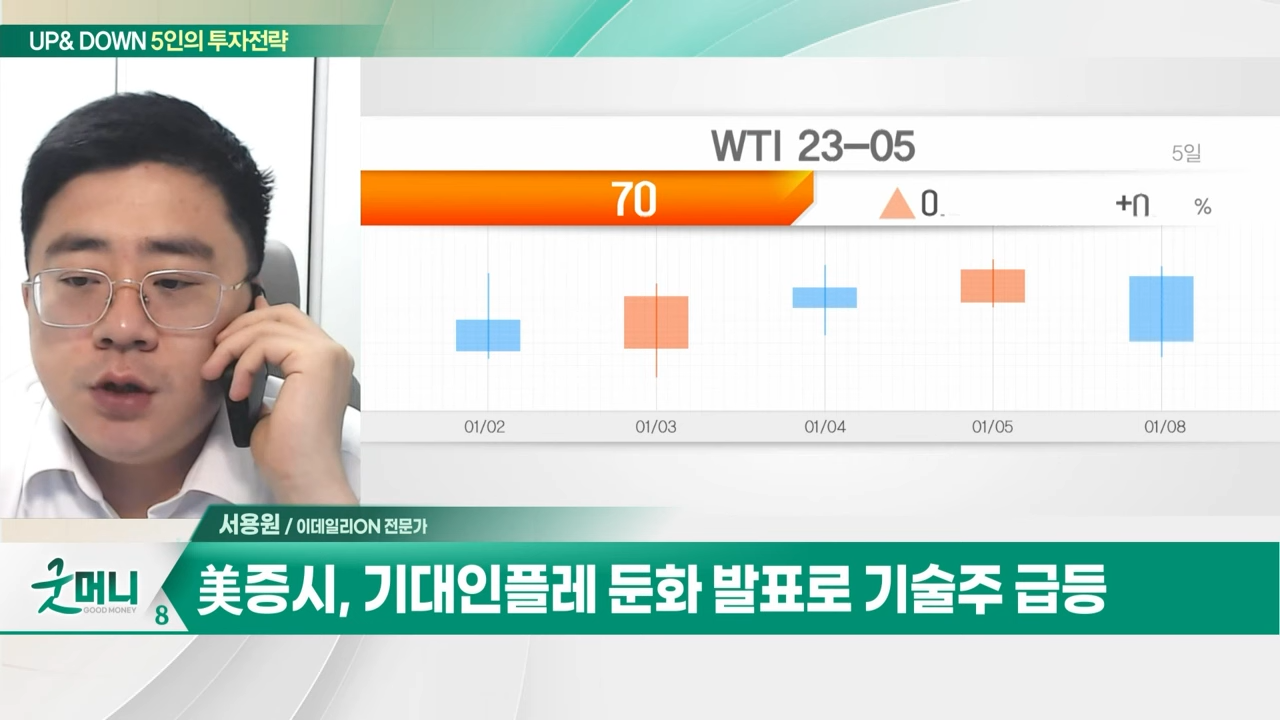 UP& DOWN 5인의 투자전략
WTI 23-05
5일
70
▲ 0
+0 %
01/02 01/03 01/04 01/05 01/08
서용원 / 이데일리ON 전문가
굿머니
GOOD MONEY
8
美증시, 기대인플레 둔화 발표로 기술주 급등